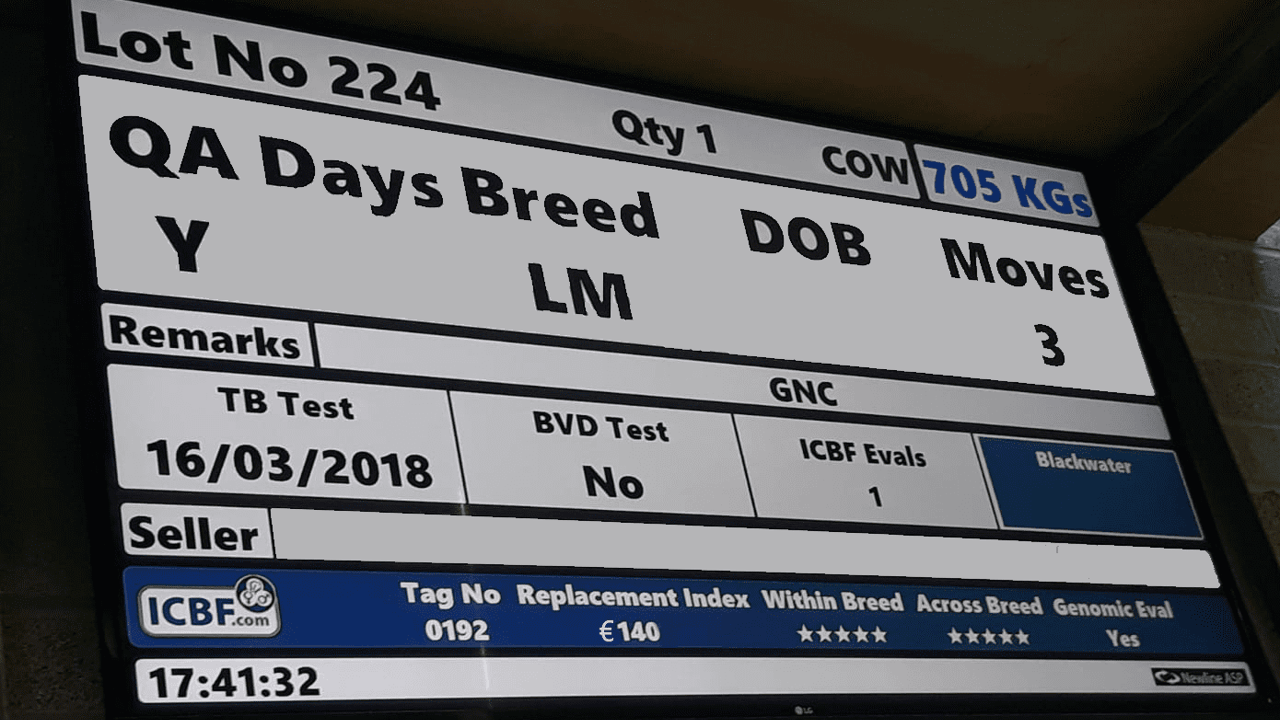 Lot No 224 Qty 1 COW 705 KGs
QA Days Breed DOB Moves
Y LM 3
Remarks GNC
TB Test BVD Test ICBF Evals Blackwater
16/03/2018 No 1
Seller
ICBF.com Tag No Replacement Index Within Breed Across Breed Genomic Eval
0192 €140 ★★★★★ ★★★★★ Yes
17:41:32 Newline ASP
LG